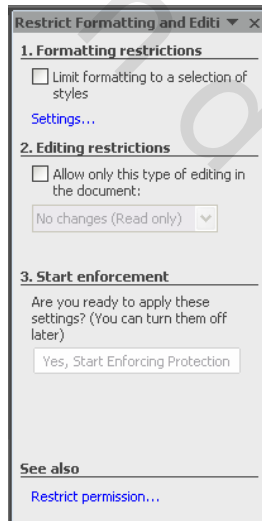 Restrict Formatting and Editi
1. Formatting restrictions
Limit formatting to a selection of
styles
Settings...
2. Editing restrictions
Allow only this type of editing in
the document:
No changes (Read only)
3. Start enforcement
Are you ready to apply these
settings? (You can turn them off
later)
Yes, Start Enforcing Protection
See also
Restrict permission...